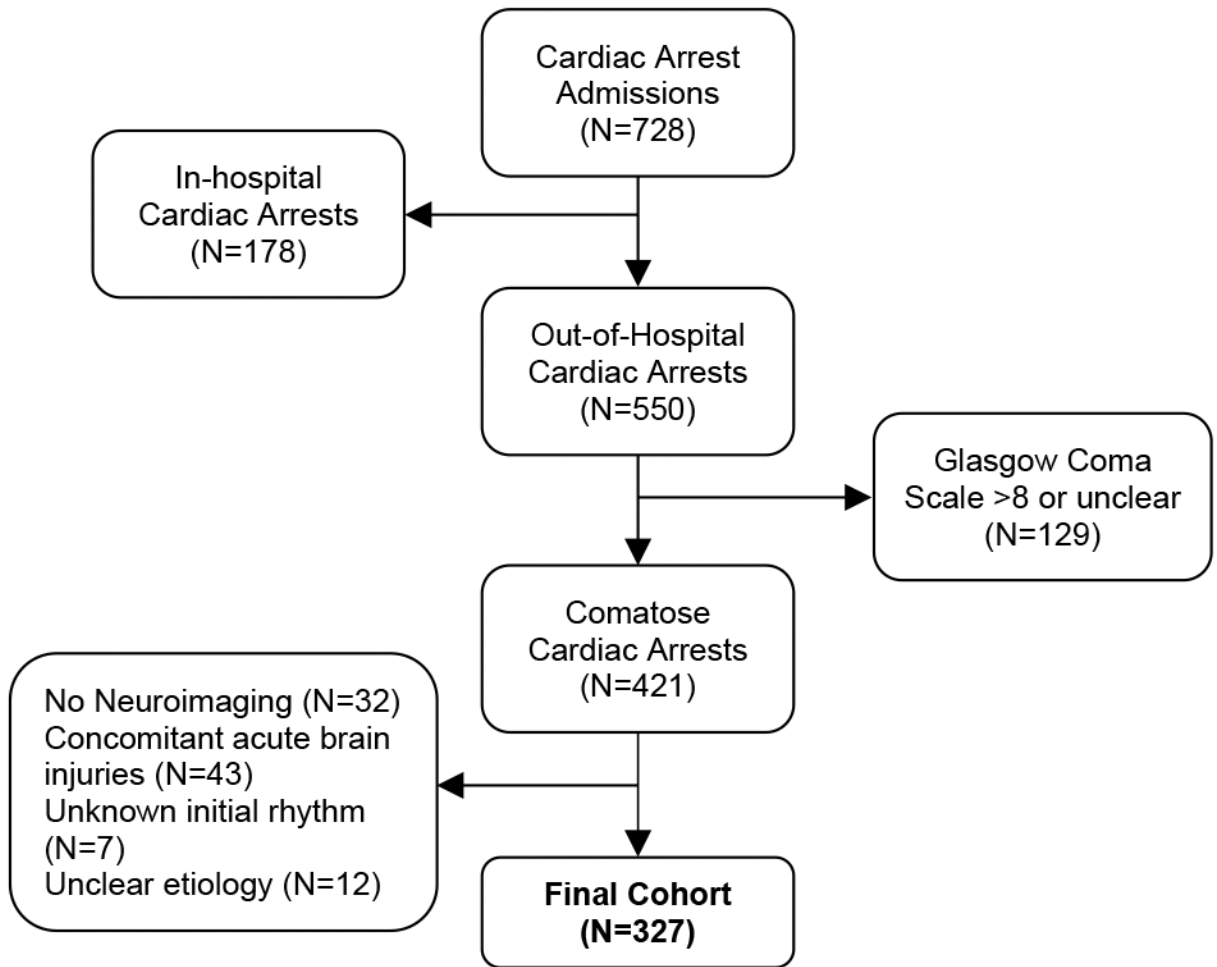 Cardiac Arrest
Admissions
(N=728)
In-hospital
Cardiac Arrests
(N=178)
Out-of-Hospital
Cardiac Arrests
(N=550)
Glasgow Coma
Scale >8 or unclear
(N=129)
Comatose
Cardiac Arrests
(N=421)
No Neuroimaging (N=32)
Concomitant acute brain
injuries (N=43)
Unknown initial rhythm
(N=7)
Unclear etiology (N=12)
Final Cohort
(N=327)